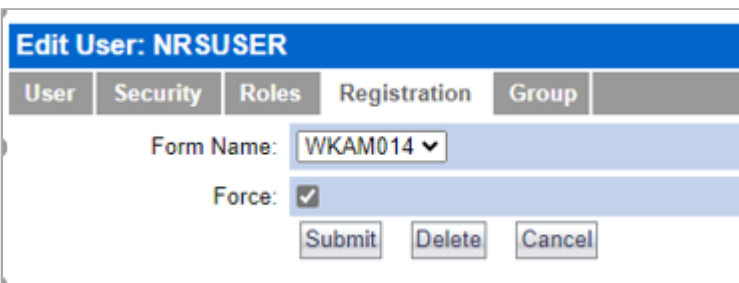 Edit User: NRSUSER
User Security Roles Registration Group
Form Name: WKAM014
Force:
Submit Delete Cancel